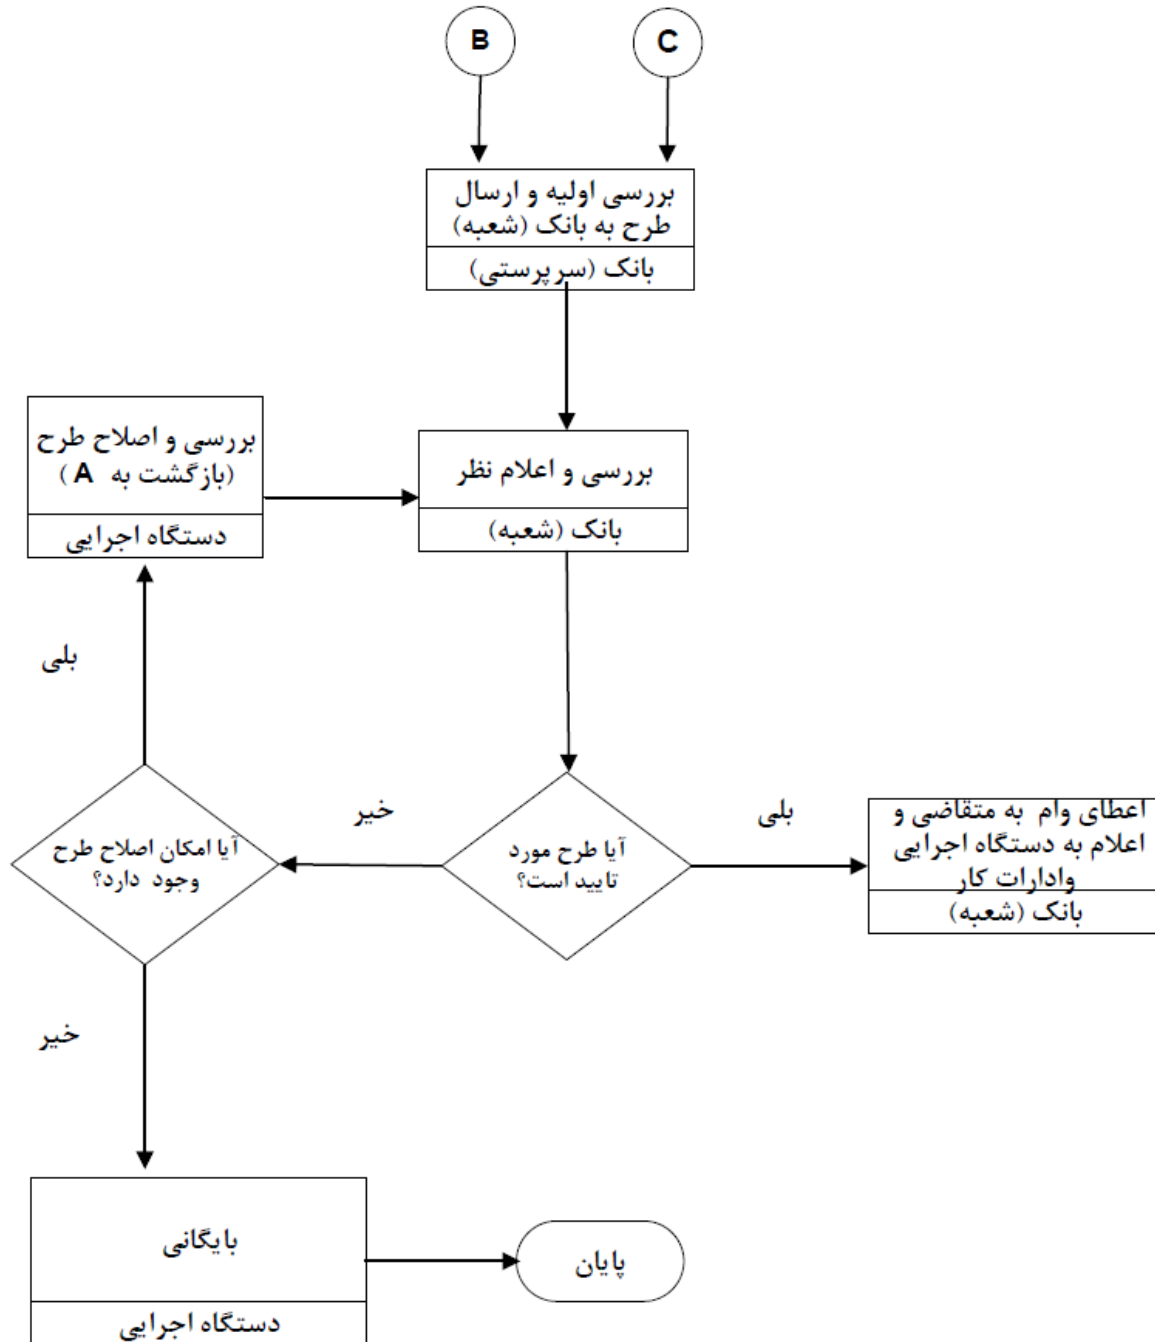 B
C
بررسی اولیه و ارسال
طرح به بانک (شعبه)
بانک (سرپرستی)
بررسی و اصلاح طرح
(بازگشت به A )
دستگاه اجرایی
بررسی و اعلام نظر
بانک (شعبه)
بلی
خیر
بلی
آیا امکان اصلاح طرح
وجود دارد؟
آیا طرح مورد
تایید است؟
اعطای وام به متقاضی و
اعلام به دستگاه اجرایی
وادارات کار
بانک (شعبه)
خیر
بایگانی
دستگاه اجرایی
پایان